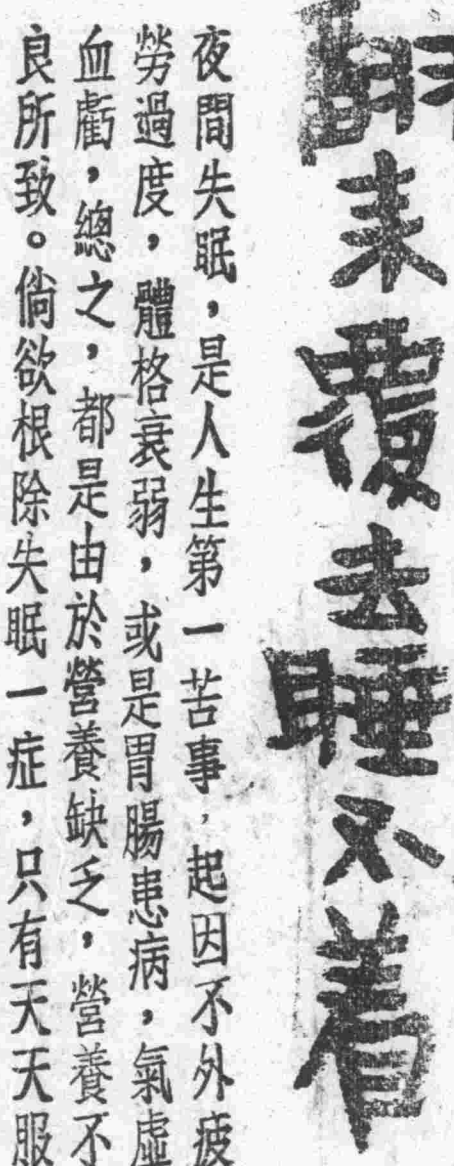 翻來覆去睡不着
夜間失眠，是人生第一苦事，起因不外疲
勞過度，體格衰弱，或是胃腸患病，氣虛
血虧，總之，都是由於營養缺乏，營養不
良所致。倘欲根除失眠一症，只有天天服